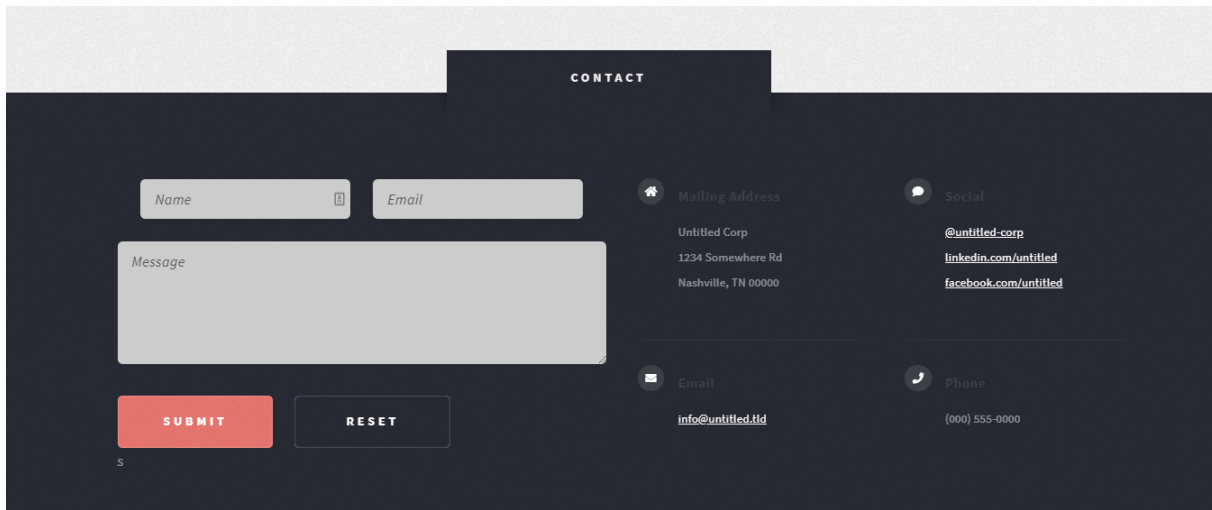 CONTACT
Name
Email
Message
SUBMIT
RESET
s
Mailing Address
Untitled Corp
1234 Somewhere Rd
Nashville, TN 00000
Social
@untitled-corp
linkedin.com/untitled
facebook.com/untitled
Email
info@untitled.tld
Phone
(000) 555-0000